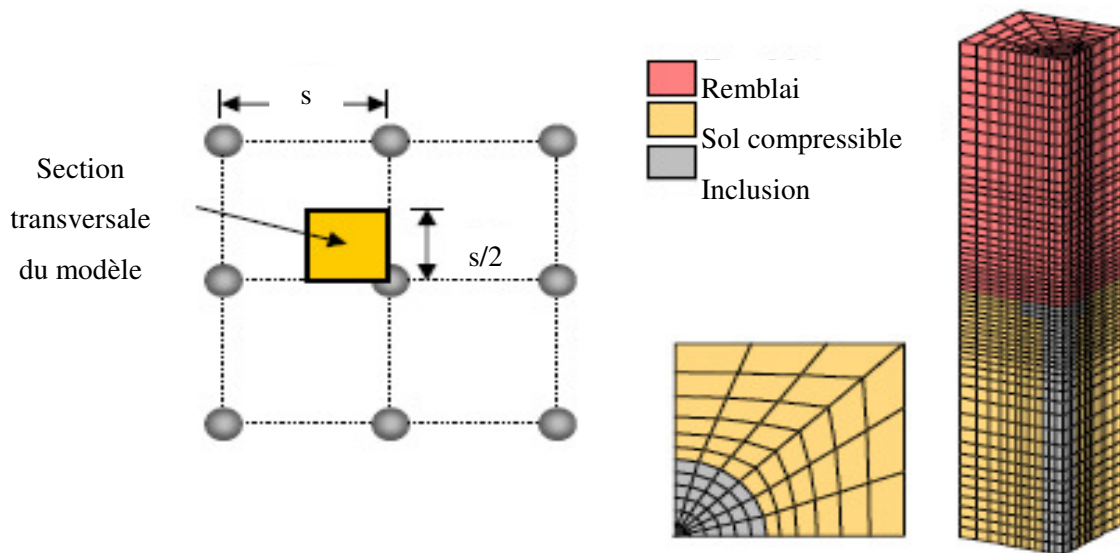 s
Section
transversale
du modèle
s/2
Remblai
Sol compressible
Inclusion